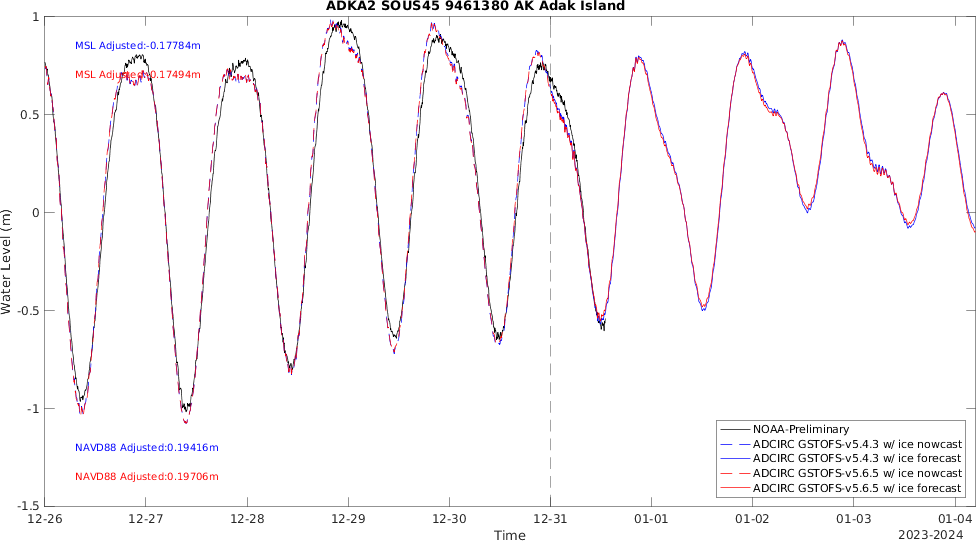 ADKA2 SOUS45 9461380 AK Adak Island
MSL Adjusted:-0.17784m
MSL Adjusted:-0.17494m
NAVD88 Adjusted:0.19416m
NAVD88 Adjusted:0.19706m
Water Level (m)
1
0.5
0
-0.5
-1
-1.5
NOAA-Preliminary
ADCIRC GSTOFS-v5.4.3 w/ ice nowcast
ADCIRC GSTOFS-v5.4.3 w/ ice forecast
ADCIRC GSTOFS-v5.6.5 w/ ice nowcast
ADCIRC GSTOFS-v5.6.5 w/ ice forecast
12-26 12-27 12-28 12-29 12-30 12-31 01-01 01-02 01-03 01-04
Time
2023-2024